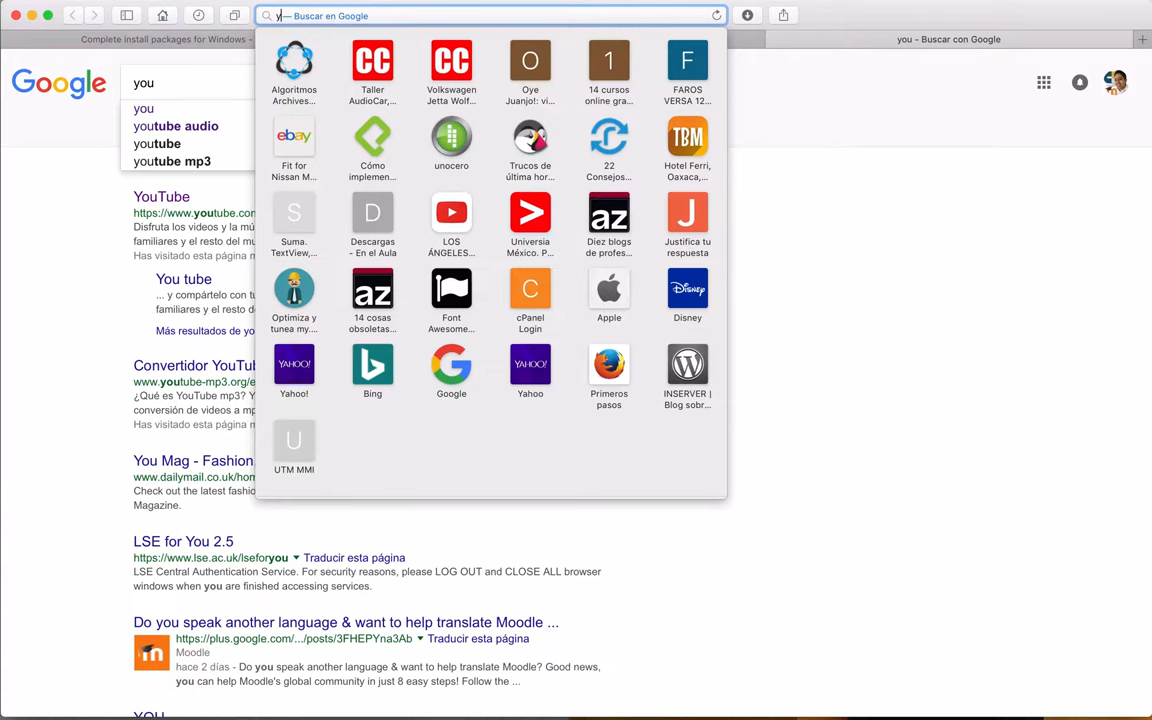 y — Buscar en Google
Complete install packages for Windows -
you - Buscar con Google
Google
you
you
youtube audio
youtube
youtube mp3
Algoritmos
Archives...
CC
Taller
AudioCar,...
CC
Volkswagen
Jetta Wolf...
O
Oye
Juanjo!: vi...
1
14 cursos
online gra...
F
FAROS
VERSA 12...
ebay
Fit for
Nissan M...
Cómo
implemen...
unocero
Trucos de
última hor...
22
Consejos...
TBM
Hotel Ferri,
Oaxaca,...
S
Suma.
TextView,...
D
Descargas
- En el Aula
LOS
ÁNGELES...
Universia
México. P...
az
Diez blogs
de profes...
J
Justifica tu
respuesta
Optimiza y
tunea my....
az
14 cosas
obsoletas...
Font
Awesome...
C
cPanel
Login
Apple
Disney
Disney
YAHOO!
Yahoo!
Bing
Google
YAHOO!
Yahoo
Primeros
pasos
INSERVER |
Blog sobr...
U
UTM MMI
YouTube
https://www.youtube.con
Disfruta los videos y la mú
familiares y el resto del m
Has visitado esta página m
You tube
... y compártelo con tu
familiares y el resto de
Más resultados de yo
Convertidor YouTub
www.youtube-mp3.org/e
¿Qué es YouTube mp3? Y
conversión de videos a mp
Has visitado esta página m
You Mag - Fashion,
www.dailymail.co.uk/hom
Check out the latest fashio
Magazine.
LSE for You 2.5
https://www.lse.ac.uk/lseforyou ▼ Traducir esta página
LSE Central Authentication Service. For security reasons, please LOG OUT and CLOSE ALL browser
windows when you are finished accessing services.
Do you speak another language & want to help translate Moodle ...
https://plus.google.com/.../posts/3FHEPYna3Ab ▼ Traducir esta página
Moodle
hace 2 días - Do you speak another language & want to help translate Moodle? Good news,
you can help Moodle's global community in just 8 easy steps! Follow the ...
YOU